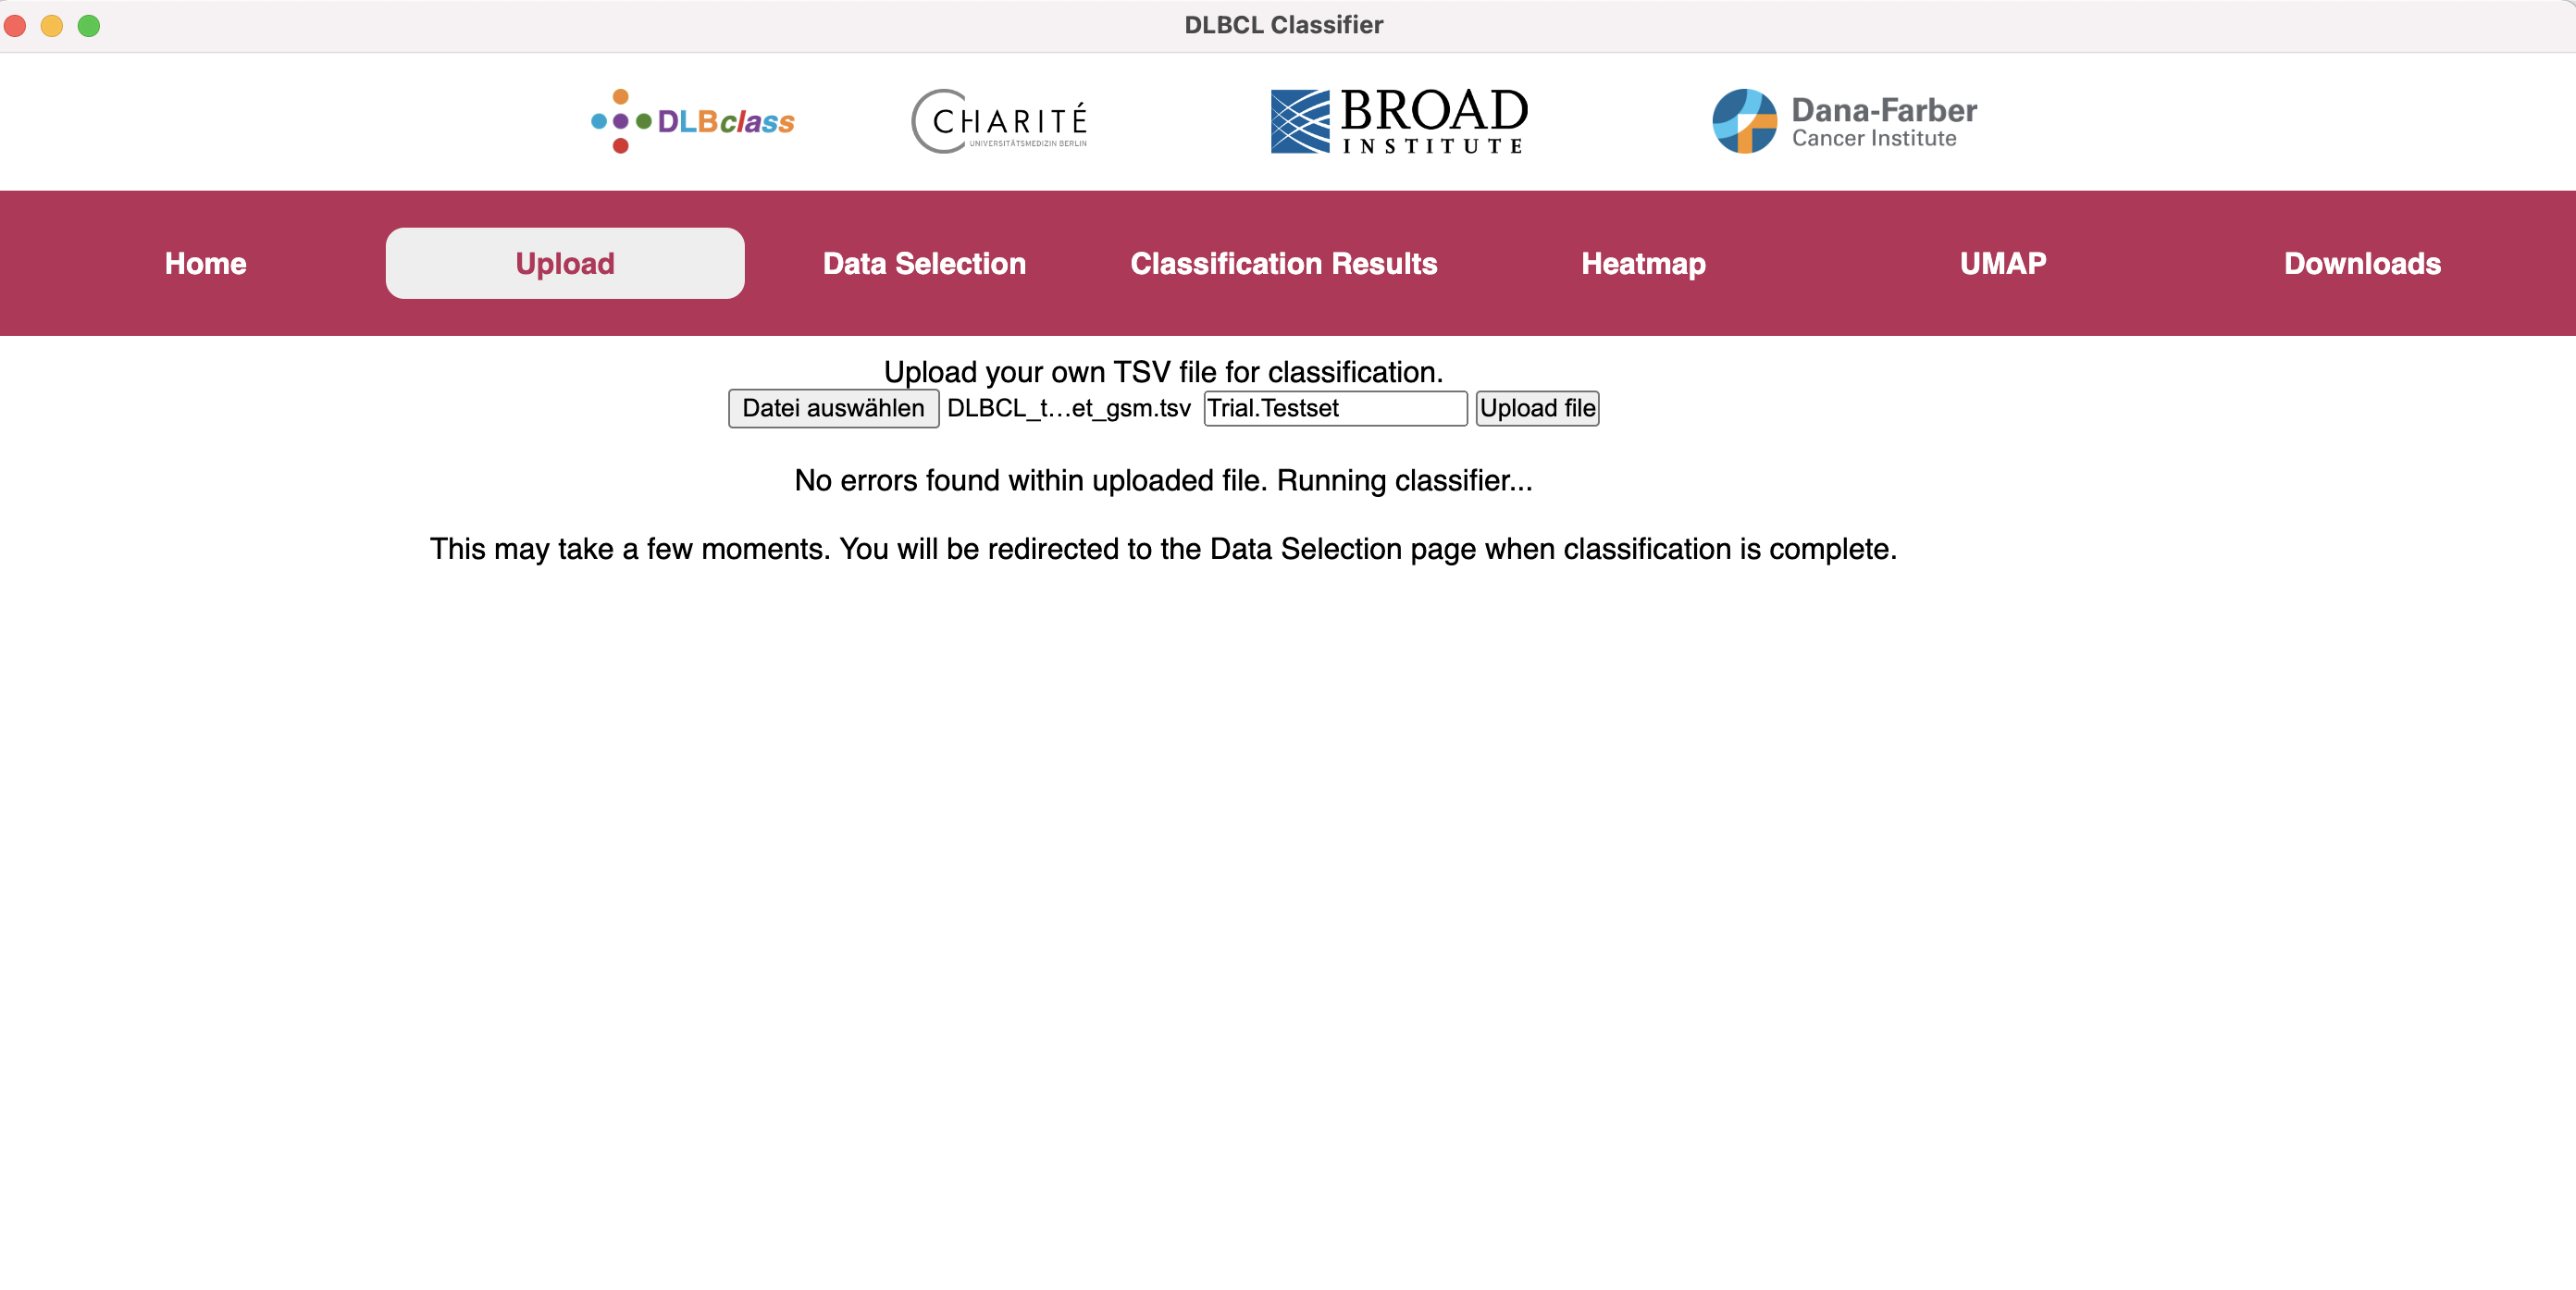 DLBCL Classifier
DLBclass
CHARITÉ
UNIVERSITÄTSMEDIZIN BERLIN
BROAD
INSTITUTE
Dana-Farber
Cancer Institute
Home Upload Data Selection Classification Results Heatmap UMAP Downloads
Upload your own TSV file for classification.
Datei auswählen DLBCL_t...et_gsm.tsv Trial.Testset Upload file
No errors found within uploaded file. Running classifier...
This may take a few moments. You will be redirected to the Data Selection page when classification is complete.